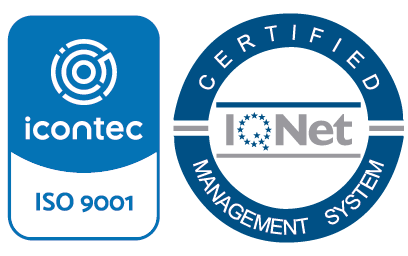 icontec
ISO 9001
CERTIFIED
IQNet
MANAGEMENT SYSTEM